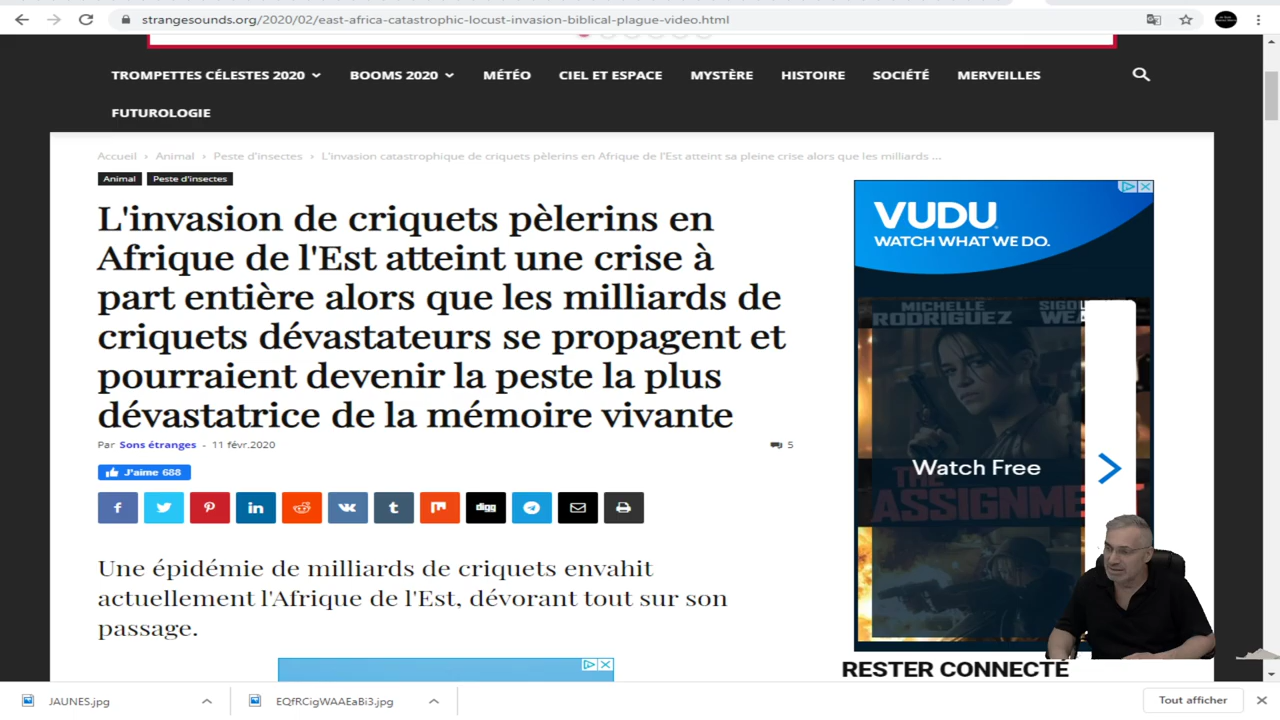 strangesounds.org/2020/02/east-africa-catastrophic-locust-invasion-biblical-plague-video.html
TROMPETTES CÉLESTES 2020
BOOMS 2020
MÉTÉO
CIEL ET ESPACE
MYSTÈRE
HISTOIRE
SOCIÉTÉ
MERVEILLES
FUTUROLOGIE
Accueil › Animal › Peste d'insectes › L'invasion catastrophique de criquets pèlerins en Afrique de l'Est atteint sa pleine crise alors que les milliards ...
Animal
Peste d'insectes
L'invasion de criquets pèlerins en
Afrique de l'Est atteint une crise à
part entière alors que les milliards de
criquets dévastateurs se propagent et
pourraient devenir la peste la plus
dévastatrice de la mémoire vivante
Par Sons étranges - 11 févr.2020
5
J'aime 688
digg
Une épidémie de milliards de criquets envahit
actuellement l'Afrique de l'Est, dévorant tout sur son
passage.
VUDU
WATCH WHAT WE DO.
MICHELLE
RODRIGUEZ
Watch Free
THE
RESTER CONNECTÉ
JAUNES.jpg
EQfRCigWAAEaBi3.jpg
Tout afficher